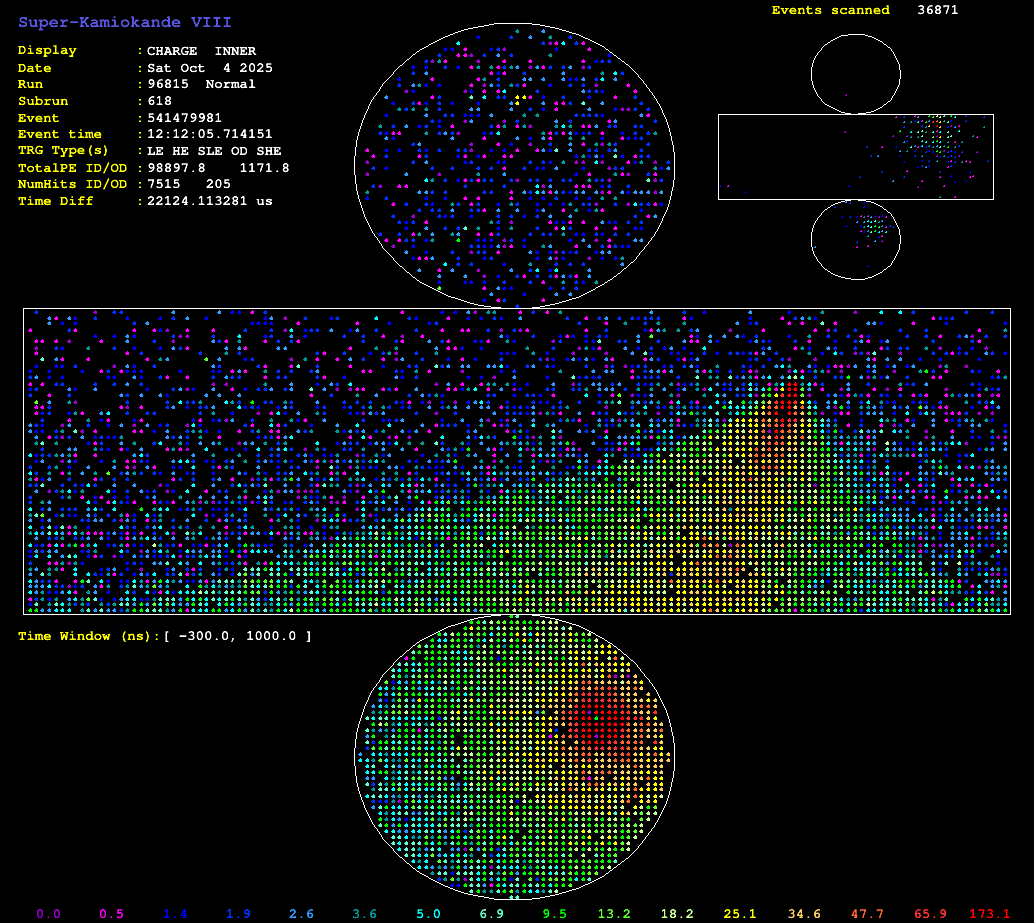 Super-Kamiokande VIII
Events scanned 36871
Display : CHARGE INNER
Date : Sat Oct 4 2025
Run : 96815 Normal
Subrun : 618
Event : 541479981
Event time : 12:12:05.714151
TRG Type(s) : LE HE SLE OD SHE
TotalPE ID/OD : 98897.8 1171.8
NumHits ID/OD : 7515 205
Time Diff : 22124.113281 us
Time Window (ns):[ -300.0, 1000.0 ]
0.0 0.5 1.4 1.9 2.6 3.6 5.0 6.9 9.5 13.2 18.2 25.1 34.6 47.7 65.9 173.1